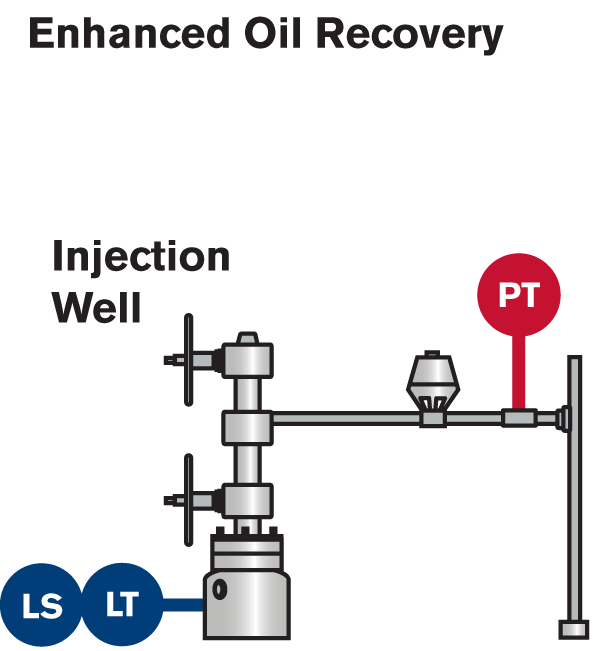 Enhanced Oil Recovery
Injection
Well
PT
LS
LT